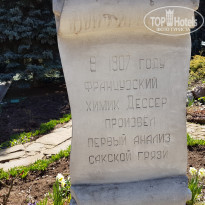 TOP
HOTELS
В 1807 ГОДУ
ФРАНЦУЗСКИЙ
ХИМИК ДЕССЕР
ПРОИЗВЕЛ
ПЕРВЫЙ АНАЛИЗ
САКСКОЙ ГРЯЗИ